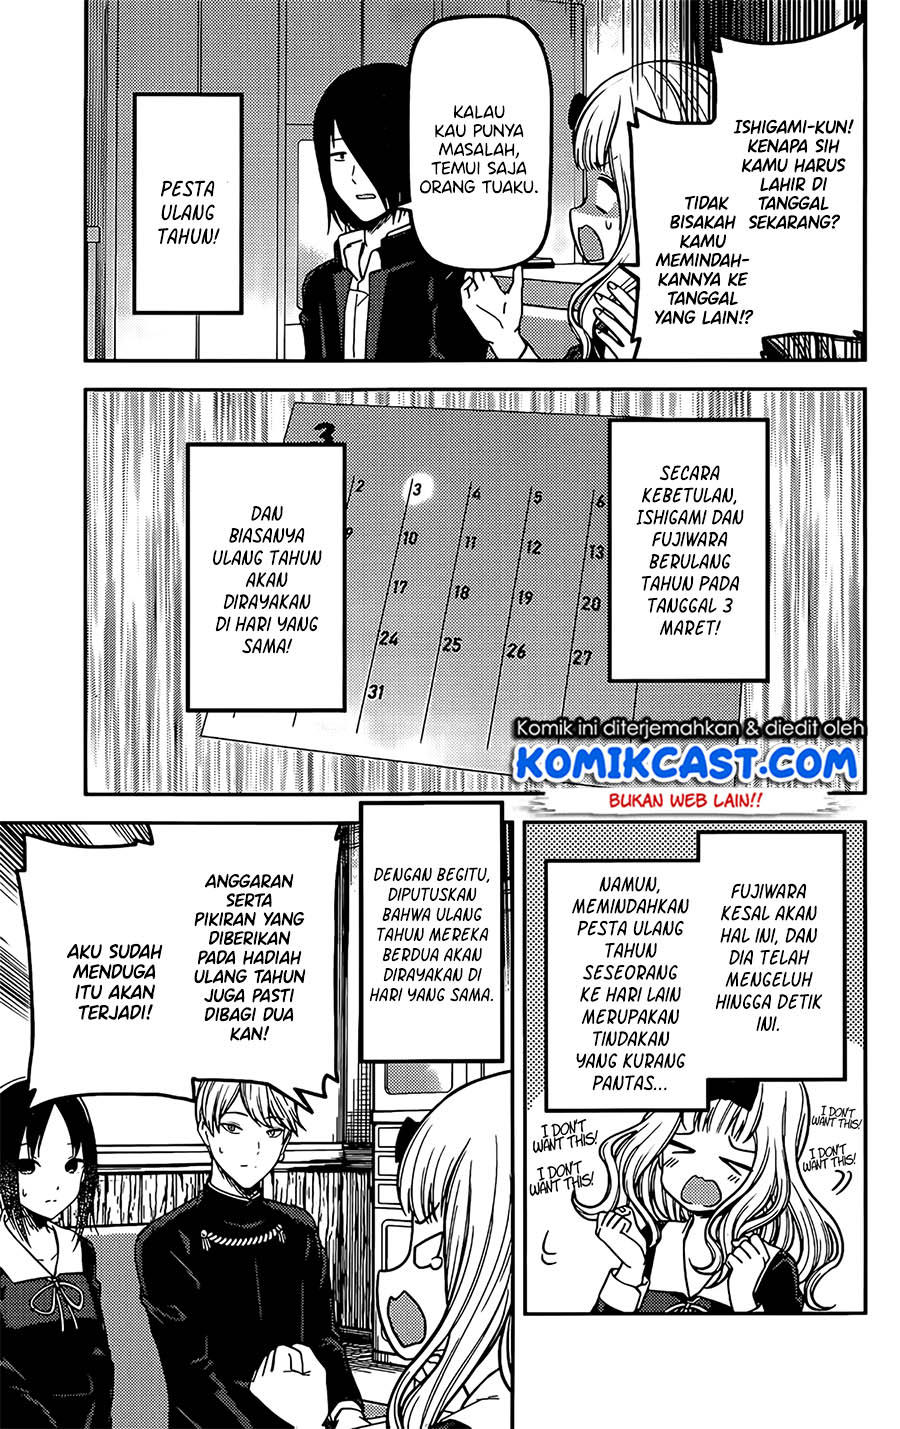 ISHIGAMI-KUN!
KENAPA SIH
KAMU HARUS
LAHIR DI
TANGGAL
SEKARANG?
TIDAK
BISAKAH
KAMU
MEMINDAH-
KANNYA KE
TANGGAL
YANG LAIN!?
KALAU
KAU PUNYA
MASALAH,
TEMUI SAJA
ORANG TUAKU.
PESTA
ULANG
TAHUN!
SECARA
KEBETULAN,
ISHIGAMI DAN
FUJIWARA
BERULANG
TAHUN PADA
TANGGAL 3
MARET!
3
2 3 4 5 6
9 10 11 12 13
17 18 19 20
24 25 26 27
31
DAN
BIASANYA
ULANG TAHUN
AKAN
DIRAYAKAN
DI HARI YANG
SAMA!
Komik ini diterjemahkan & diedit oleh
KOMIKCAST.COM
BUKAN WEB LAIN!!
FUJIWARA
KESAL AKAN
HAL INI, DAN
DIA TELAH
MENGELUH
HINGGA DETIK
INI.
NAMUN,
MEMINDAHKAN
PESTA ULANG
TAHUN
SESEORANG
KE HARI LAIN
MERUPAKAN
TINDAKAN
YANG KURANG
PANTAS...
I DON'T
WANT THIS!
I DON'T
WANT THIS!
I DON'T
WANT THIS!
I DON'T
WANT THIS!
DENGAN BEGITU,
DIPUTUSKAN
BAHWA ULANG
TAHUN MEREKA
BERDUA AKAN
DIRAYAKAN DI
HARI YANG SAMA.
ANGGARAN
SERTA
PIKIRAN YANG
DIBERIKAN
PADA HADIAH
ULANG TAHUN
JUGA PASTI
DIBAGI DUA
KAN!
AKU SUDAH
MENDUGA
ITU AKAN
TERJADI!